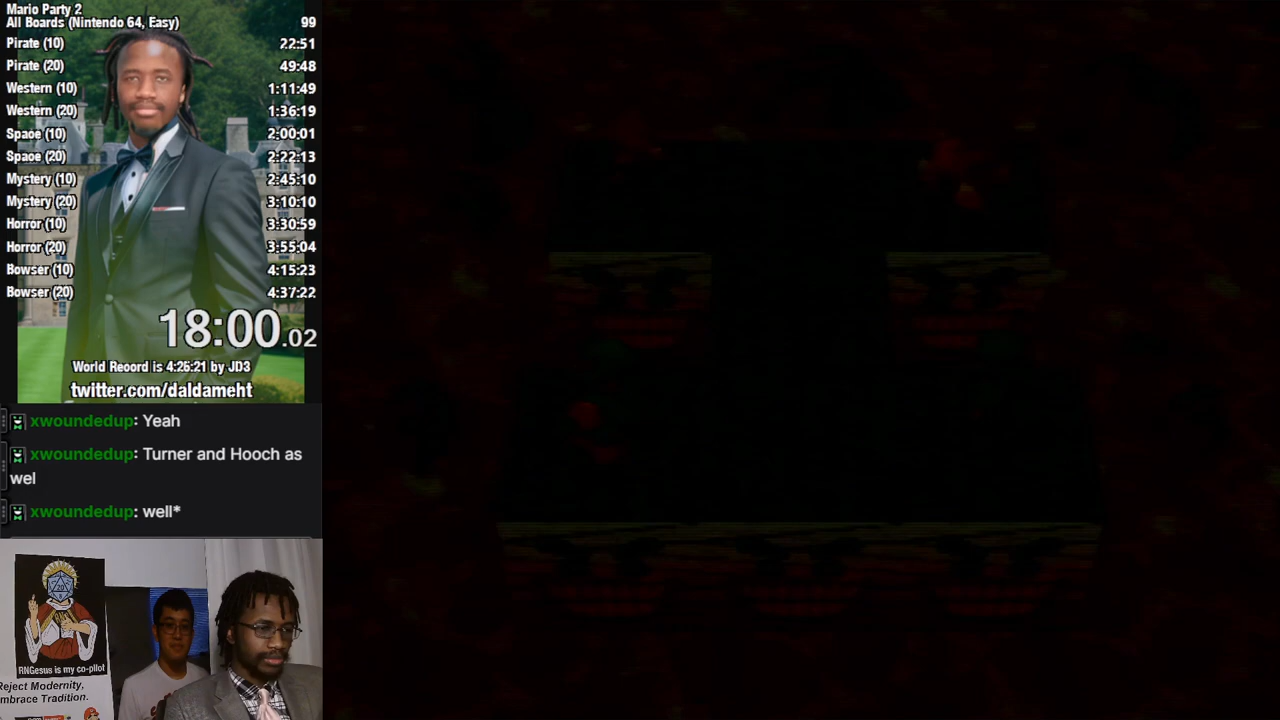 Mario Party 2
All Boards (Nintendo 64, Easy) 99
Pirate (10) 22:51
Pirate (20) 49:48
Western (10) 1:11:49
Western (20) 1:36:19
Spaoe (10) 2:00:01
Spaoe (20) 2:22:13
Mystery (10) 2:45:10
Mystery (20) 3:10:10
Horror (10) 3:30:59
Horror (20) 3:55:04
Bowser (10) 4:15:23
Bowser (20) 4:37:22
18:00.02
World Reoord is 4:26:21 by JD3
twitter.com/daldameht
xwoundedup: Yeah
xwoundedup: Turner and Hooch as
wel
xwoundedup: well*
RNGesus is my co-pilot
Reject Modernity,
mbrace Tradition.